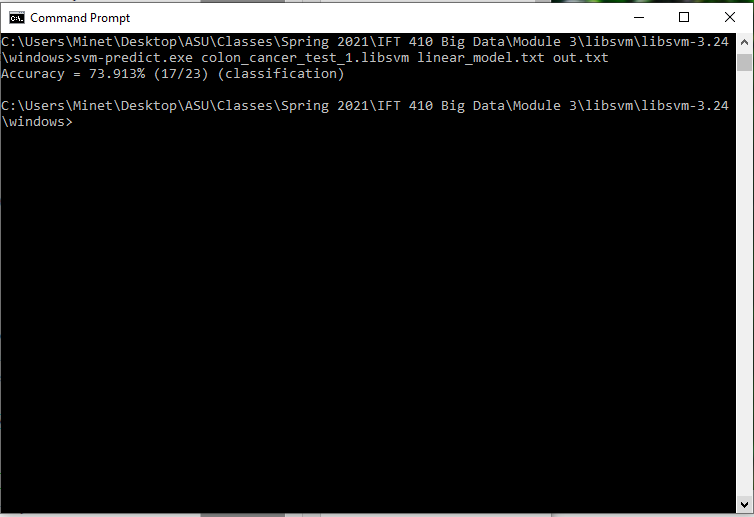 Command Prompt
C:\Users\Minet\Desktop\ASU\Classes\Spring 2021\IFT 410 Big Data\Module 3\libsvm\libsvm-3.24
\windows>svm-predict.exe colon_cancer_test_1.libsvm linear_model.txt out.txt
Accuracy = 73.913% (17/23) (classification)
C:\Users\Minet\Desktop\ASU\Classes\Spring 2021\IFT 410 Big Data\Module 3\libsvm\libsvm-3.24
\windows>